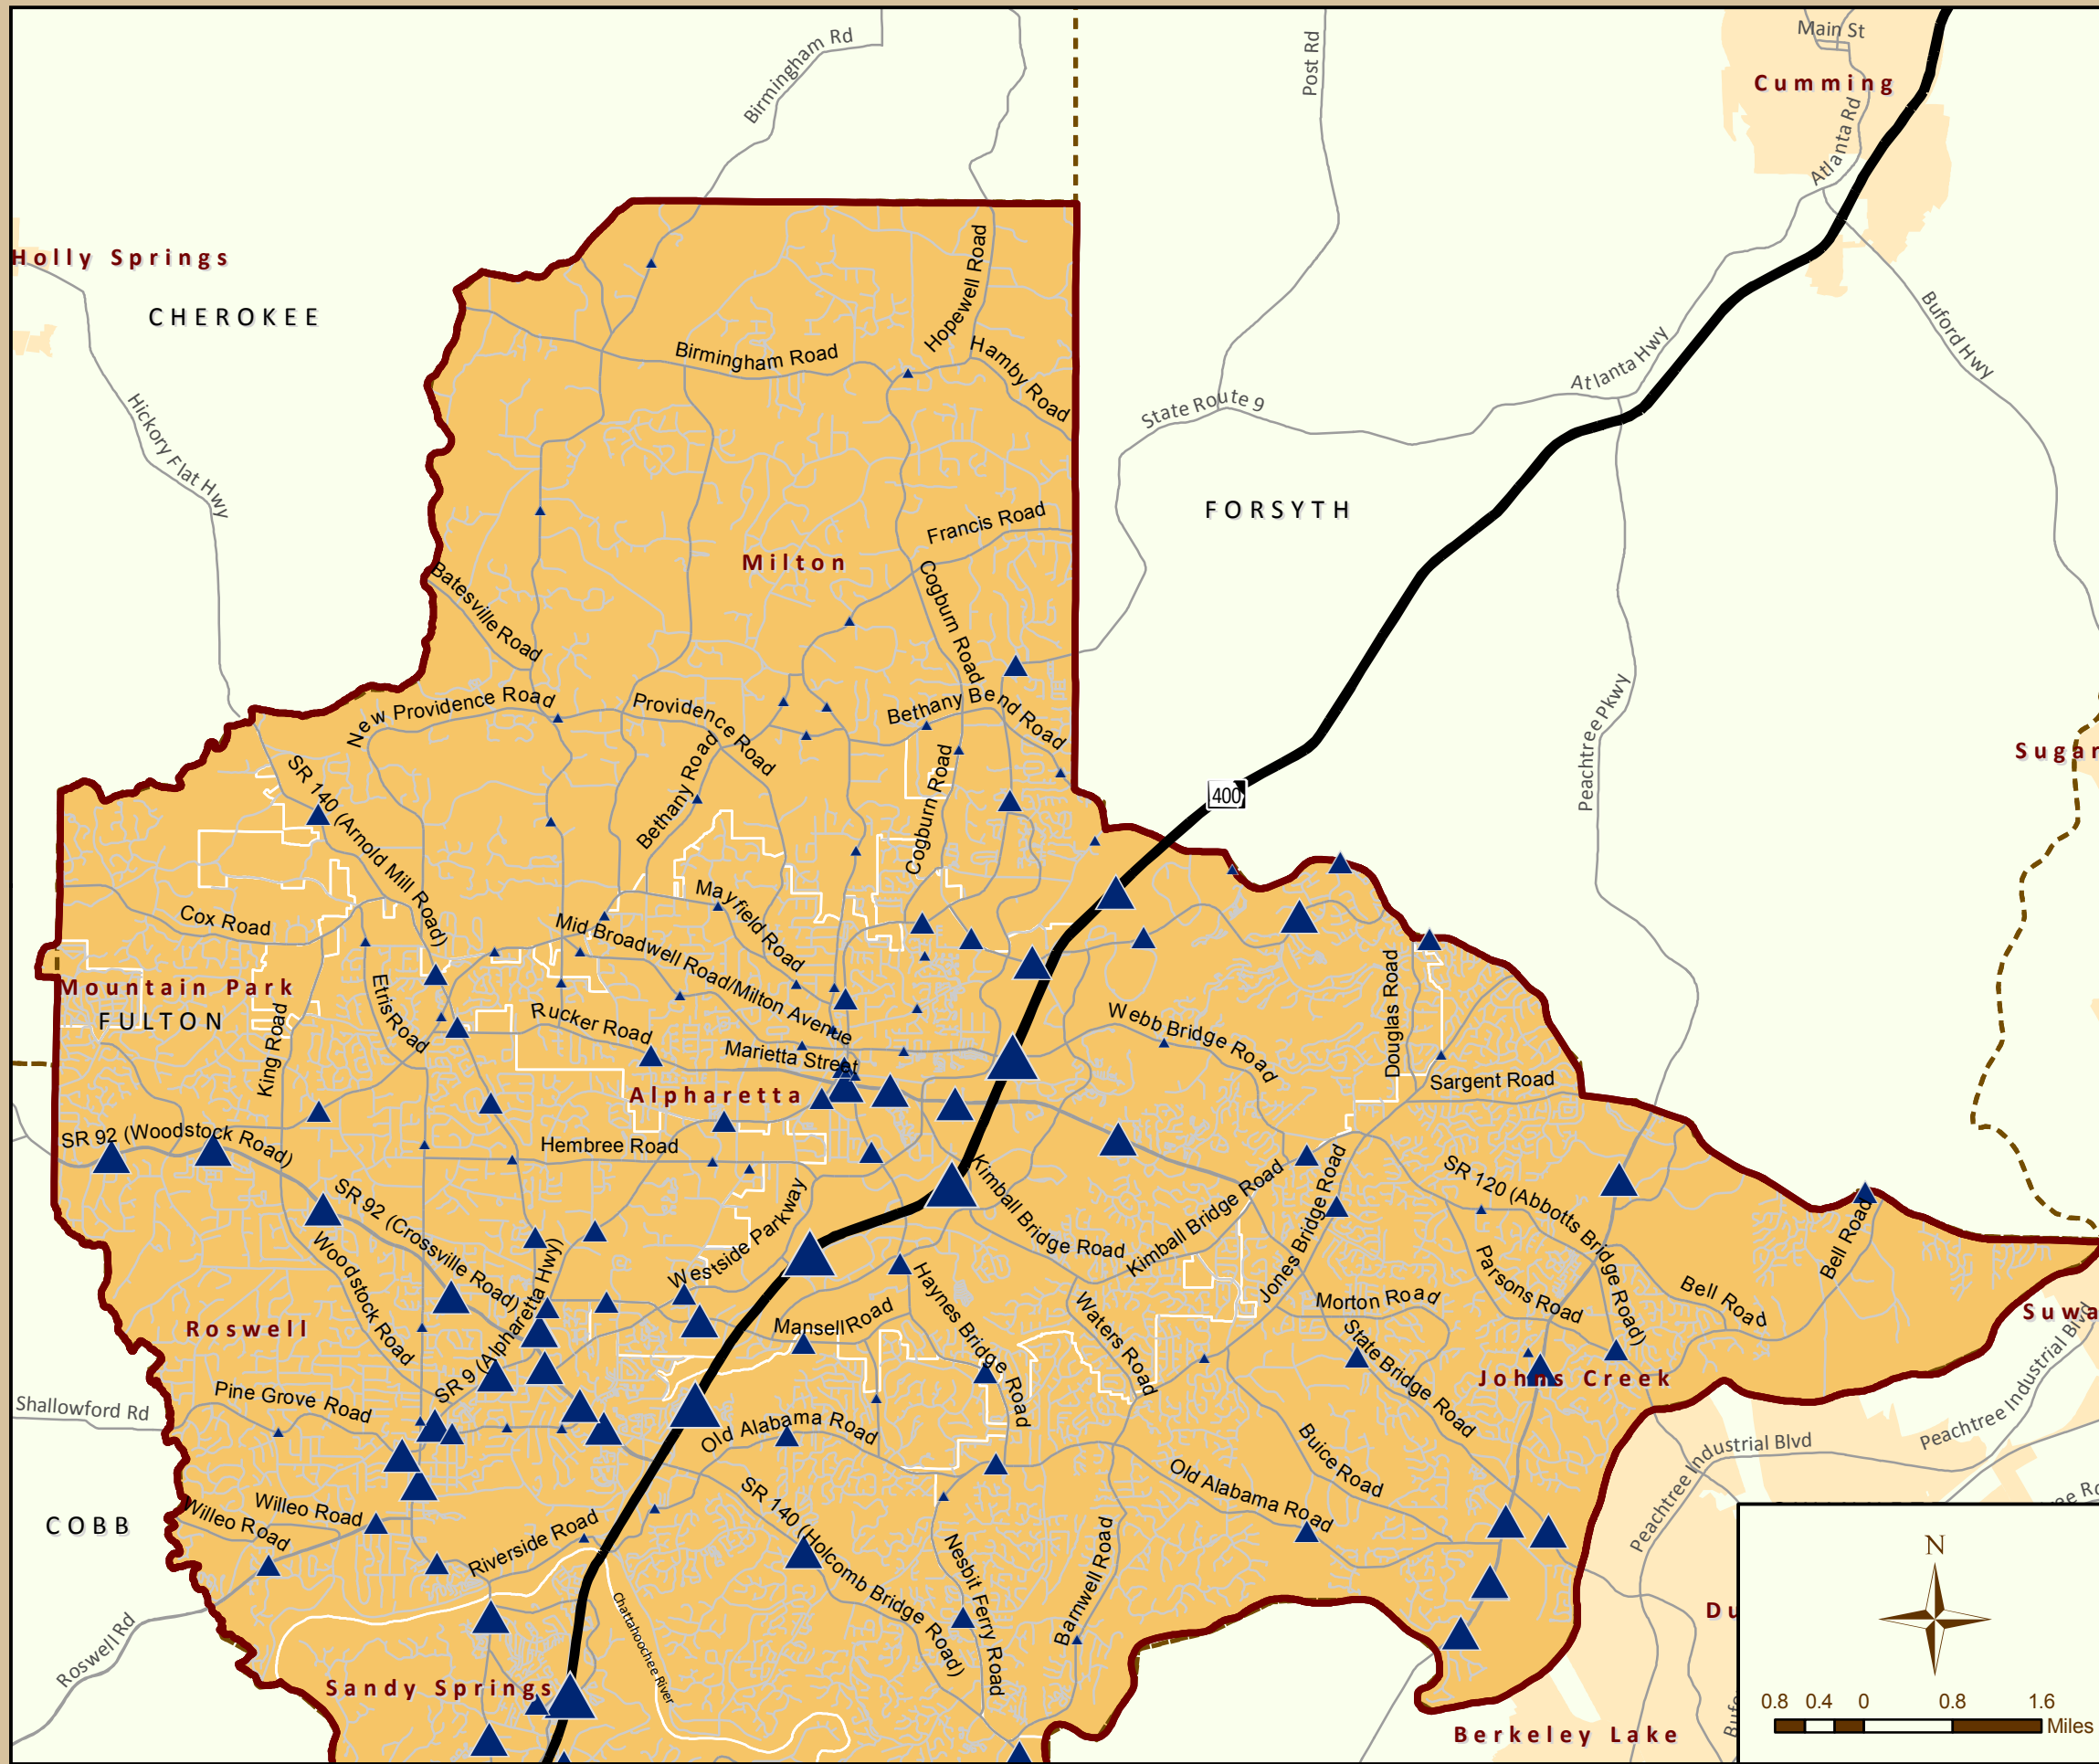 Main St
Cumming
Birmingham Rd
Post Rd
Atlanta Rd
Holly Springs
CHEROKEE
Hopewell Road
Buford Hwy
Birmingham Road
Hamby Road
Atlanta Hwy
State Route 9
Hickory Flat Hwy
FORSYTH
Francis Road
Milton
Cogburn Road
Batesville Road
New Providence Road
Providence Road
Bethany Bend Road
Peachtree Pkwy
Sugar
Bethany Road
SR 140 (Arnold Mill Road)
Cogburn Road
400
Mayfield Road
Cox Road
Mid Broadwell Road/Milton Avenue
Mountain Park
FULTON
Etris Road
King Road
Rucker Road
Webb Bridge Road
Douglas Road
Marietta Street
Sargent Road
Alpharetta
SR 92 (Woodstock Road)
Hembree Road
SR 92 (Crossville Road)
Kimball Bridge Road
Kimball Bridge Road
SR 120 (Abbotts Bridge Road)
Jones Bridge Road
Bell Road
Woodstock Road
Westside Parkway
Parsons Road
Bell Road
Roswell
SR 9 (Alpharetta Hwy)
Mansell Road
Haynes Bridge Road
Waters Road
Morton Road
State Bridge Road
Suwa
Johns Creek
Shallowford Rd
Pine Grove Road
Old Alabama Road
Buice Road
Peachtree Industrial Blvd
Peachtree Industrial Blvd
Old Alabama Road
COBB
Willeo Road
Willeo Road
Riverside Road
SR 140 (Holcomb Bridge Road)
Nesbit Ferry Road
Barnwell Road
Chattahoochee River
Roswell Rd
Sandy Springs
Du
Berkeley Lake
N
0.8 0.4 0 0.8 1.6
Miles